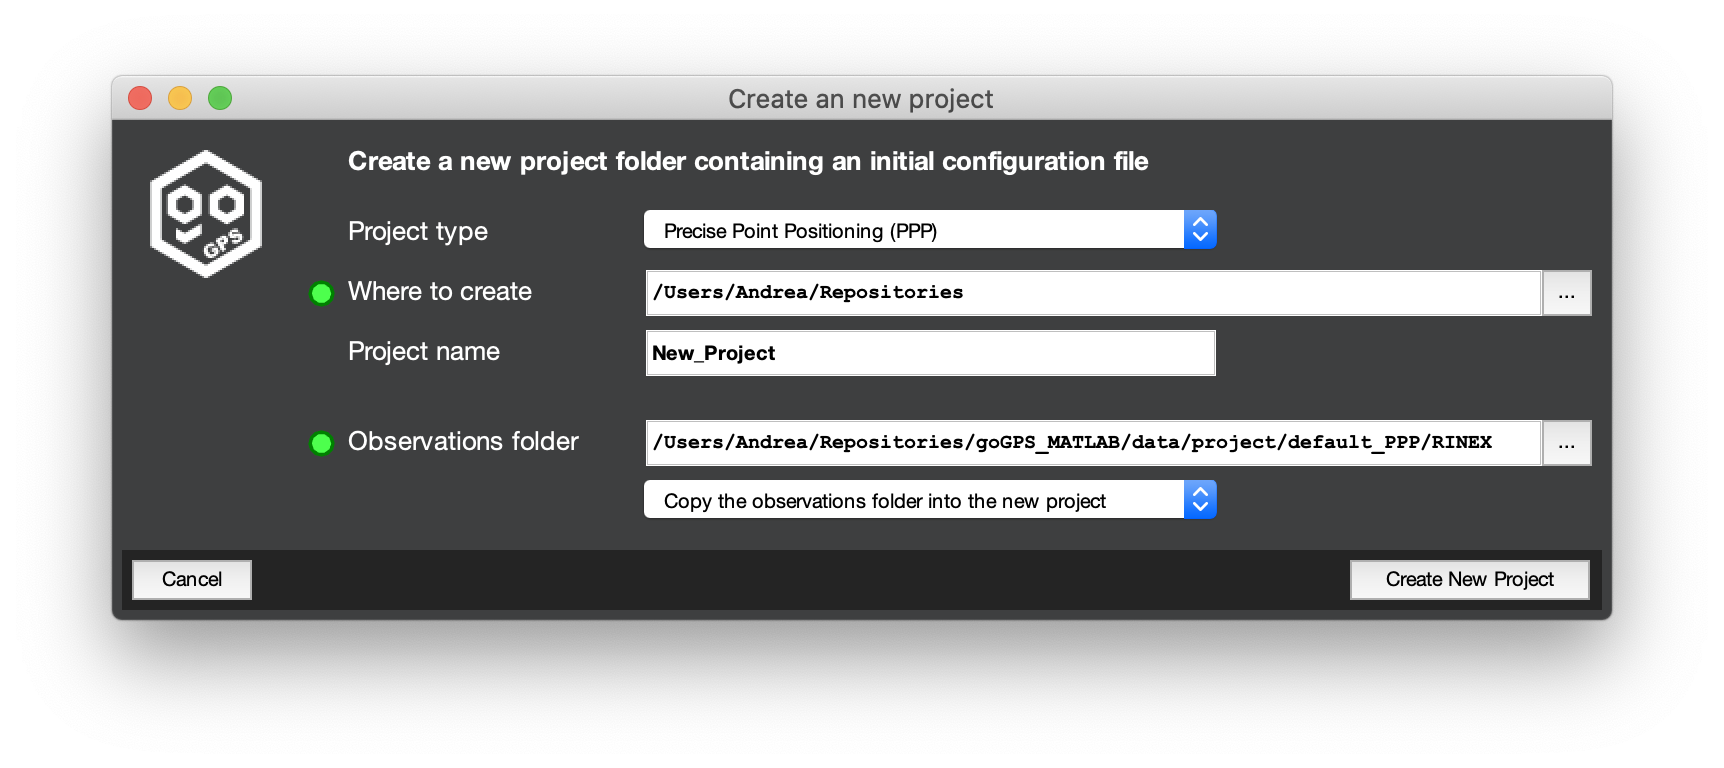 Create an new project
GPS
Create a new project folder containing an initial configuration file
Project type
Precise Point Positioning (PPP)
Where to create
/Users/Andrea/Repositories
...
Project name
New_Project
Observations folder
/Users/Andrea/Repositories/goGPS_MATLAB/data/project/default_PPP/RINEX
...
Copy the observations folder into the new project
Cancel
Create New Project